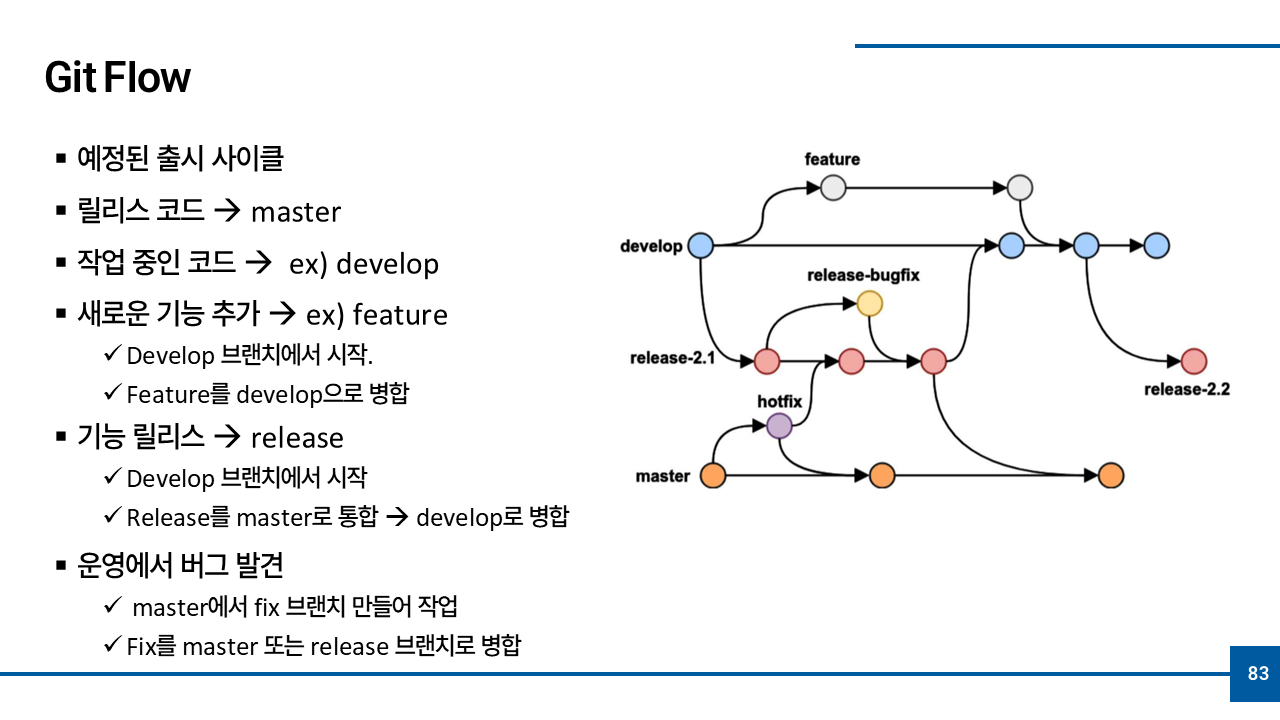 Git Flow
▪ 예정된 출시 사이클
▪ 릴리스 코드 → master
▪ 작업 중인 코드 → ex) develop
▪ 새로운 기능 추가 → ex) feature
✓ Develop 브랜치에서 시작.
✓ Feature를 develop으로 병합
▪ 기능 릴리스 → release
✓ Develop 브랜치에서 시작
✓ Release를 master로 통합 → develop로 병합
▪ 운영에서 버그 발견
✓ master에서 fix 브랜치 만들어 작업
✓ Fix를 master 또는 release 브랜치로 병합
feature
develop
release-bugfix
release-2.1
release-2.2
hotfix
master
83